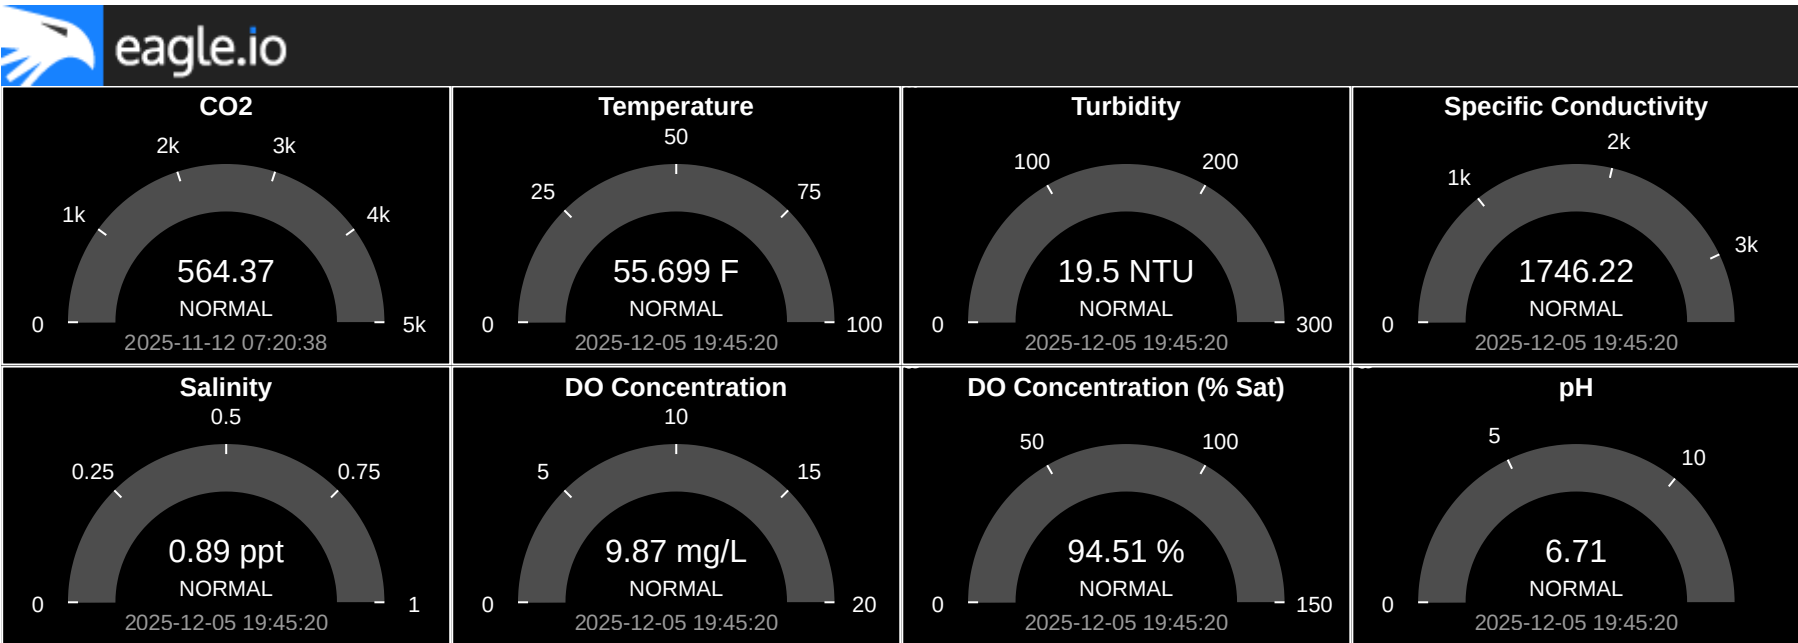 eagle.io
CO2
2k 3k
1k 4k
564.37
NORMAL
0 5k
2025-11-12 07:20:38
Temperature
50
25 75
55.699 F
NORMAL
0 100
2025-12-05 19:45:20
Turbidity
100 200
19.5 NTU
NORMAL
0 300
2025-12-05 19:45:20
Specific Conductivity
2k
1k
3k
1746.22
NORMAL
0
2025-12-05 19:45:20
Salinity
0.5
0.25 0.75
0.89 ppt
NORMAL
0 1
2025-12-05 19:45:20
DO Concentration
10
5 15
9.87 mg/L
NORMAL
0 20
2025-12-05 19:45:20
DO Concentration (% Sat)
50 100
94.51 %
NORMAL
0 150
2025-12-05 19:45:20
pH
5
10
6.71
NORMAL
0
2025-12-05 19:45:20